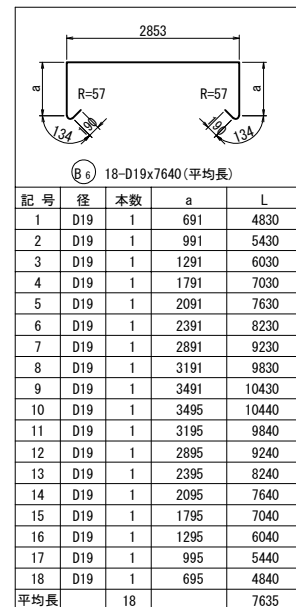 2853
a a
R=57 R=57
134 190 190 134
B6 18-D19x7640(平均長)
記 号 径 本数 a L
1 D19 1 691 4830
2 D19 1 991 5430
3 D19 1 1291 6030
4 D19 1 1791 7030
5 D19 1 2091 7630
6 D19 1 2391 8230
7 D19 1 2891 9230
8 D19 1 3191 9830
9 D19 1 3491 10430
10 D19 1 3495 10440
11 D19 1 3195 9840
12 D19 1 2895 9240
13 D19 1 2395 8240
14 D19 1 2095 7640
15 D19 1 1795 7040
16 D19 1 1295 6040
17 D19 1 995 5440
18 D19 1 695 4840
平均長 18 7635